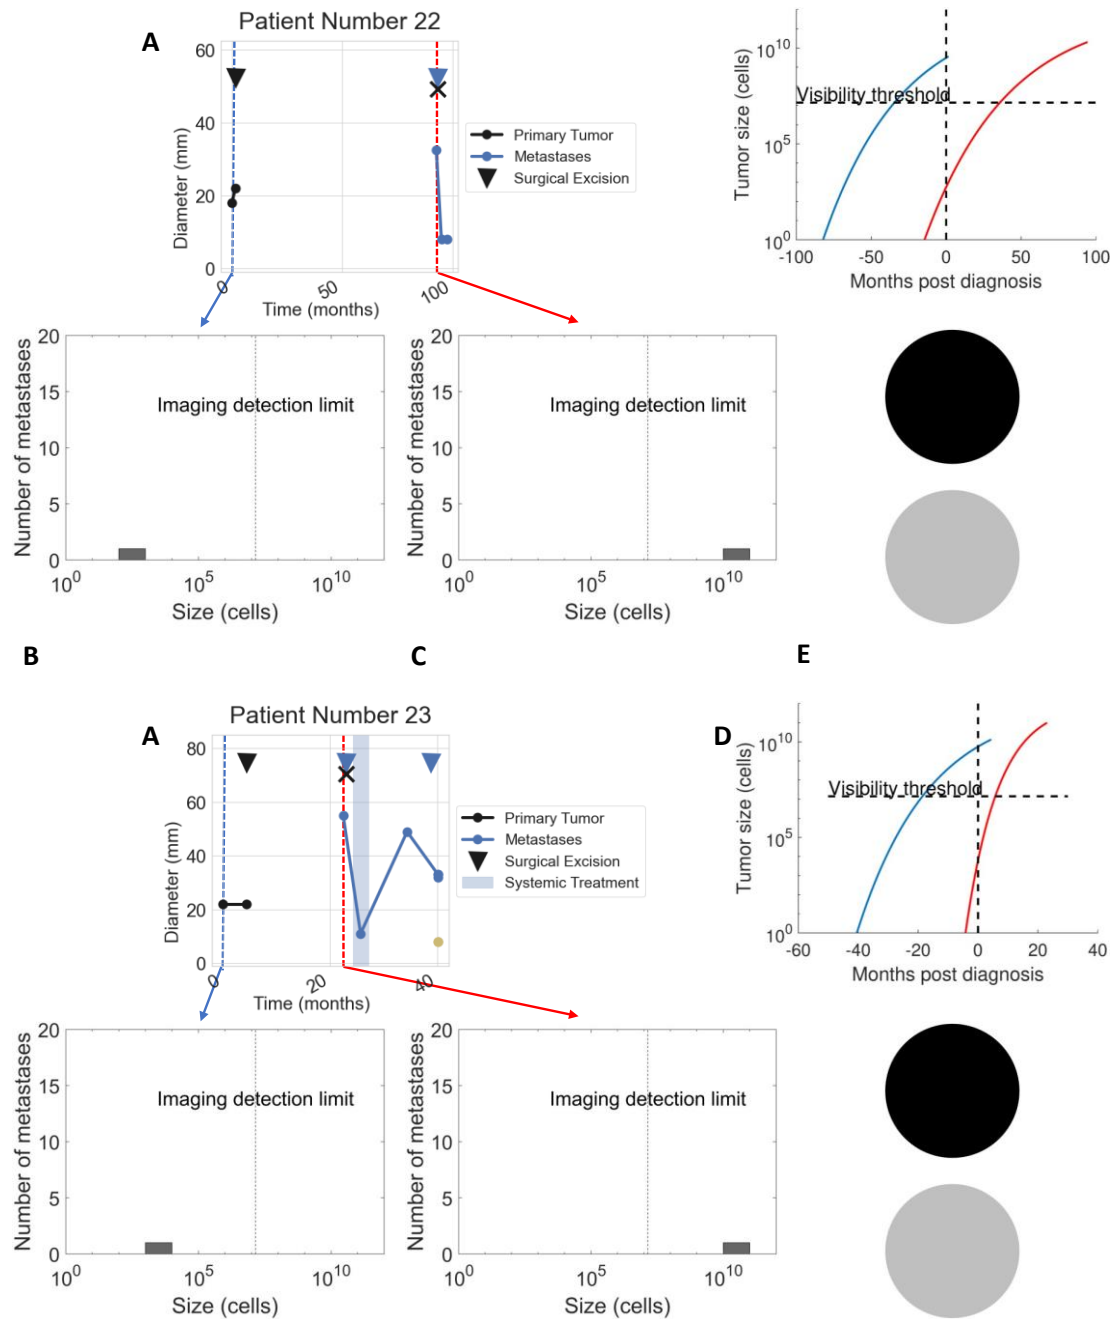 Patient Number 22
A
60
40
20
0
Diameter (mm)
0
50
100
Time (months)
Primary Tumor
Metastases
Surgical Excision
10^10
10^5
10^0
Tumor size (cells)
Visibility threshold
-100
-50
0
50
100
Months post diagnosis
20
15
10
5
0
Number of metastases
Imaging detection limit
10^0
10^5
10^10
Size (cells)
20
15
10
5
0
Number of metastases
Imaging detection limit
10^0
10^5
10^10
Size (cells)
B
C
E
Patient Number 23
A
80
60
40
20
0
Diameter (mm)
0
20
40
Time (months)
Primary Tumor
Metastases
Surgical Excision
Systemic Treatment
D
10^10
10^5
10^0
Tumor size (cells)
Visibility threshold
-60
-40
-20
0
20
40
Months post diagnosis
20
15
10
5
0
Number of metastases
Imaging detection limit
10^0
10^5
10^10
Size (cells)
20
15
10
5
0
Number of metastases
Imaging detection limit
10^0
10^5
10^10
Size (cells)